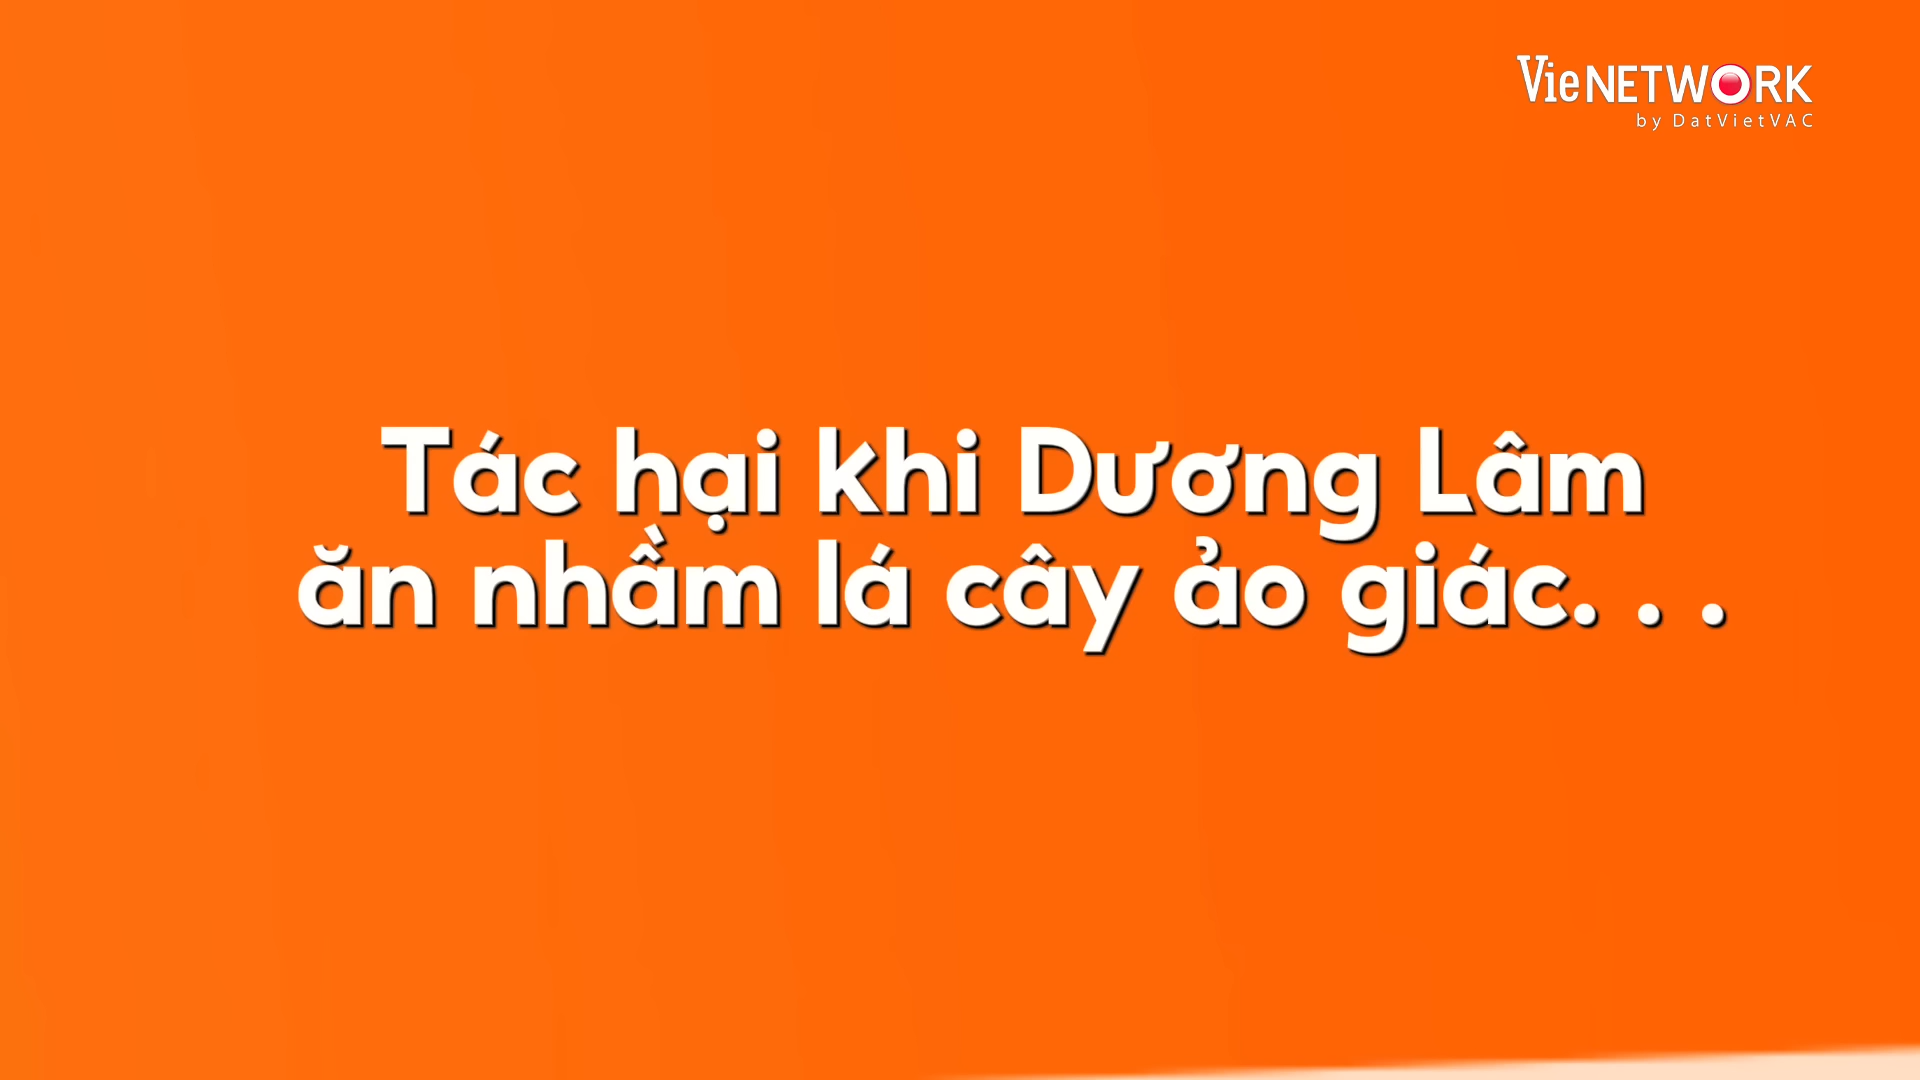 VieNETWORK
by DatVietVAC
Tác hại khi Dương Lâm
ăn nhầm lá cây ảo giác. . .